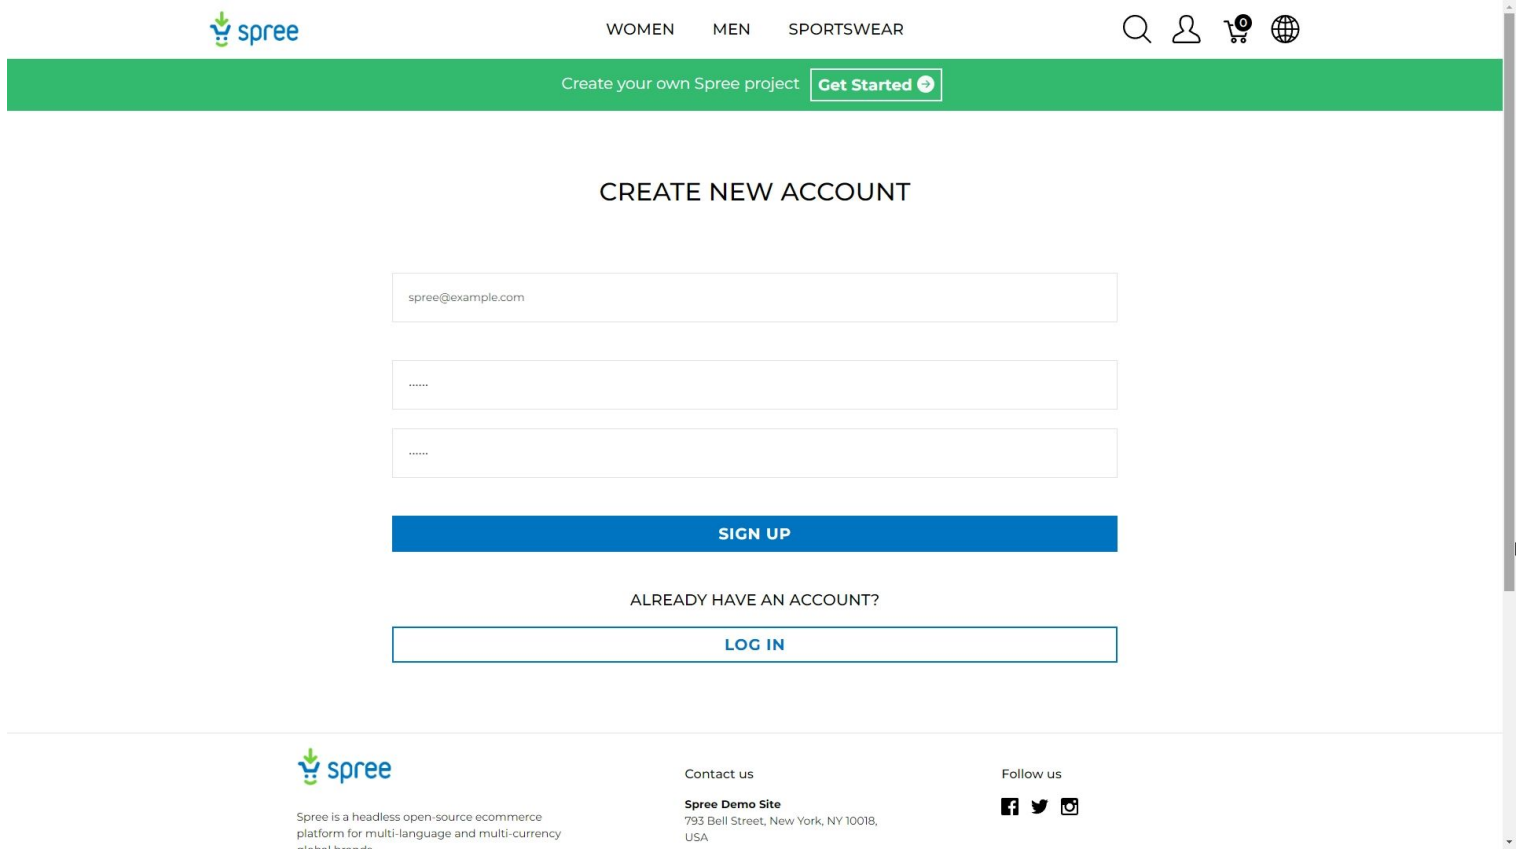 spree
WOMEN MEN SPORTSWEAR
0
Create your own Spree project Get Started
CREATE NEW ACCOUNT
spree@example.com
······
······
SIGN UP
ALREADY HAVE AN ACCOUNT?
LOG IN
spree
Spree is a headless open-source ecommerce
platform for multi-language and multi-currency
global brands
Contact us
Spree Demo Site
793 Bell Street, New York, NY 10018,
USA
Follow us